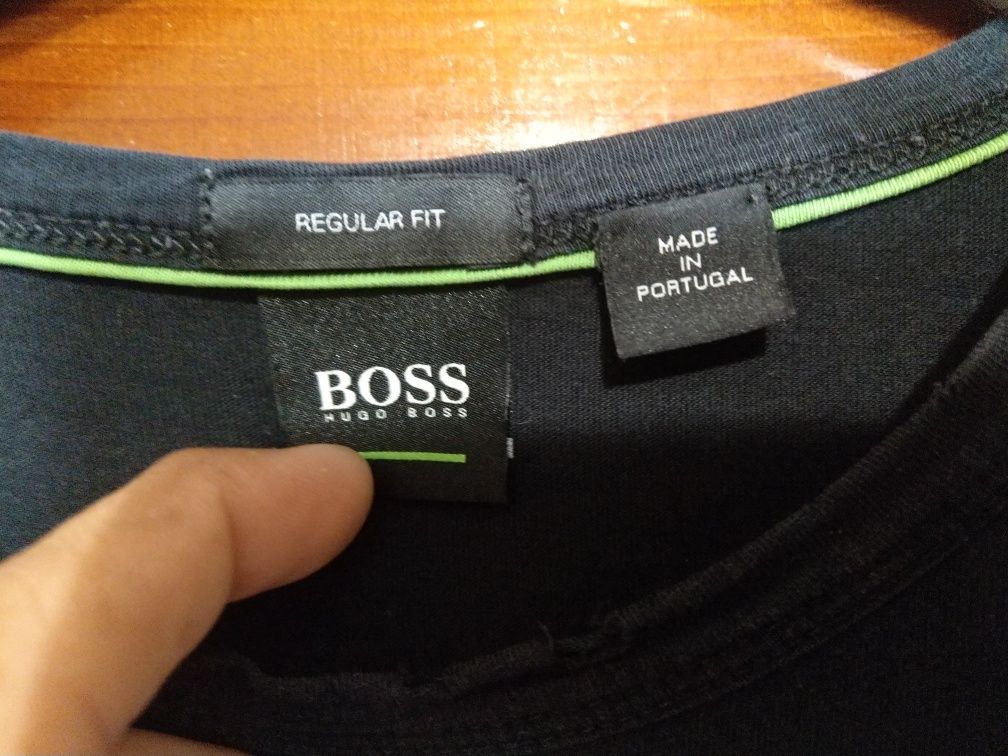 REGULAR FIT
MADE
IN
PORTUGAL
BOSS
HUGO BOSS